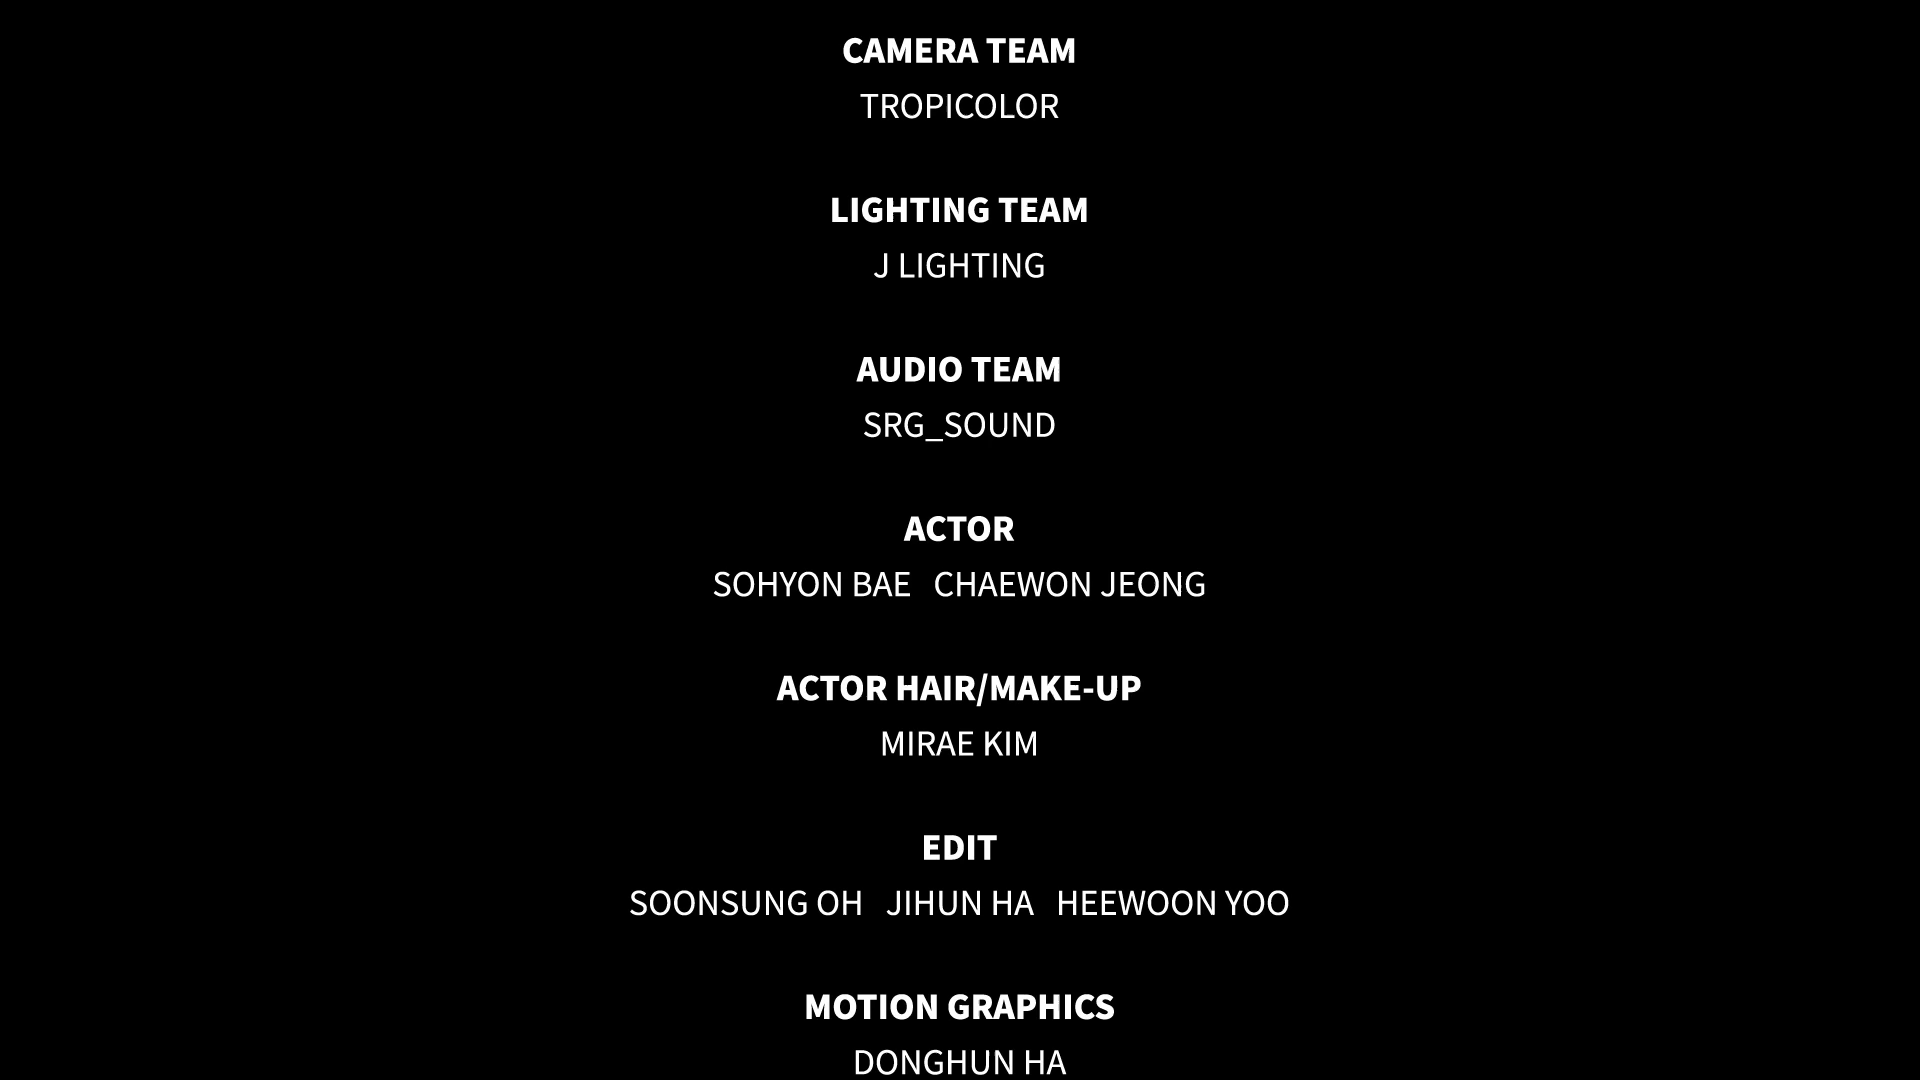 CAMERA TEAM
TROPICOLOR
LIGHTING TEAM
J LIGHTING
AUDIO TEAM
SRG_SOUND
ACTOR
SOHYON BAE   CHAEWON JEONG
ACTOR HAIR/MAKE-UP
MIRAE KIM
EDIT
SOONSUNG OH   JIHUN HA   HEEWOON YOO
MOTION GRAPHICS
DONGHUN HA